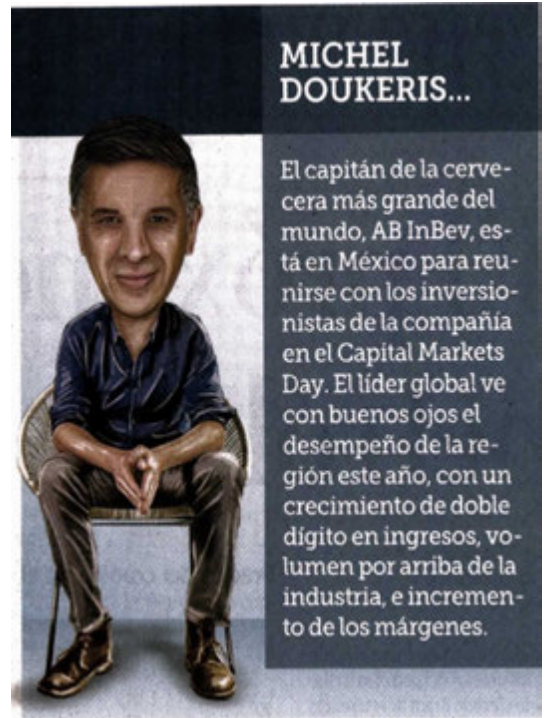 MICHEL
DOUKERIS...
El capitán de la cerve-
cera más grande del
mundo, AB InBev, es-
tá en México para reu-
nirse con los inversio-
nistas de la compañía
en el Capital Markets
Day. El líder global ve
con buenos ojos el
desempeño de la re-
gión este año, con un
crecimiento de doble
dígito en ingresos, vo-
lumen por arriba de la
industria, e incremen-
to de los márgenes.